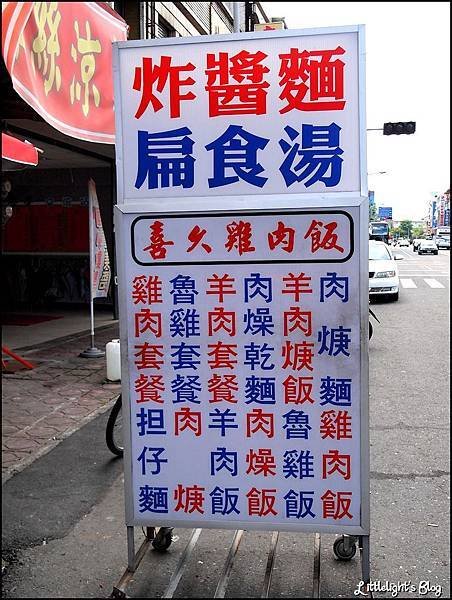 炸醬麵
扁食湯
喜久雞肉飯
肉焿麵
羊肉焿飯
肉燥乾麵
羊肉套餐
魯雞套餐
雞肉套餐
雞肉飯
魯雞飯
肉燥飯
羊肉飯
肉焿
担仔麵
涼
Littlelight's Blog